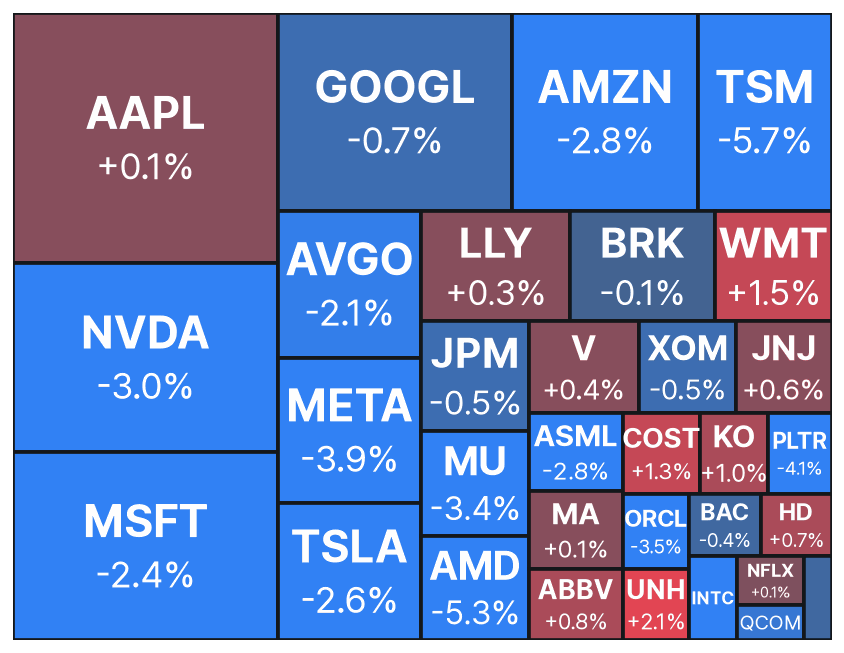 AAPL
+0.1%
GOOGL
-0.7%
AMZN
-2.8%
TSM
-5.7%
NVDA
-3.0%
MSFT
-2.4%
AVGO
-2.1%
META
-3.9%
TSLA
-2.6%
LLY
+0.3%
BRK
-0.1%
WMT
+1.5%
JPM
-0.5%
MU
-3.4%
AMD
-5.3%
V
+0.4%
XOM
-0.5%
JNJ
+0.6%
ASML
-2.8%
COST
+1.3%
KO
+1.0%
PLTR
-4.1%
MA
+0.1%
ORCL
-3.5%
BAC
-0.4%
HD
+0.7%
ABBV
+0.8%
UNH
+2.1%
INTC
NFLX
+0.1%
QCOM